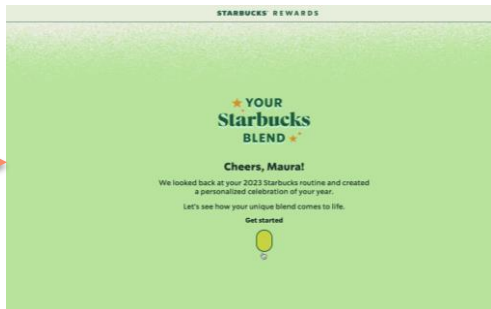 STARBUCKS® REWARDS
YOUR
Starbucks
BLEND
Cheers, Maura!
We looked back at your 2023 Starbucks routine and created
a personalized celebration of your year.
Let's see how your unique blend comes to life.
Get started